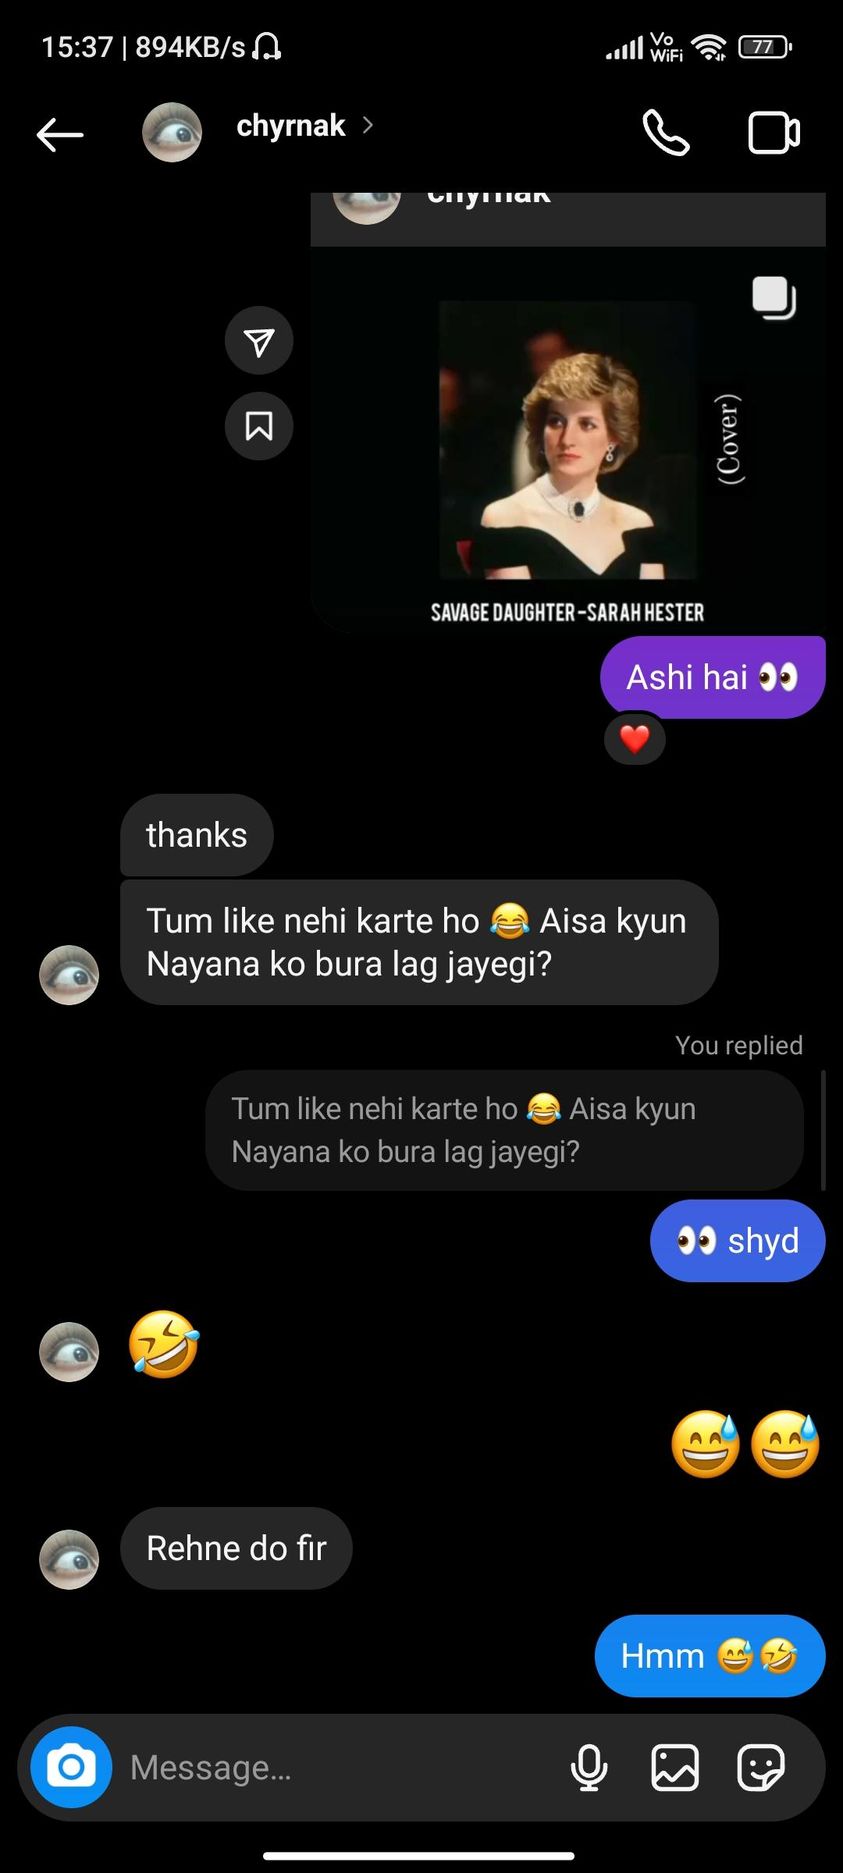 15:37 | 894KB/s
Vo
WiFi
77
chyrnak
chyrnak
(Cover)
SAVAGE DAUGHTER-SARAH HESTER
Ashi hai 👀
❤️
thanks
Tum like nehi karte ho 😂 Aisa kyun
Nayana ko bura lag jayegi?
You replied
Tum like nehi karte ho 😂 Aisa kyun
Nayana ko bura lag jayegi?
👀 shyd
🤣
😅😅
Rehne do fir
Hmm 😅🤣
Message...